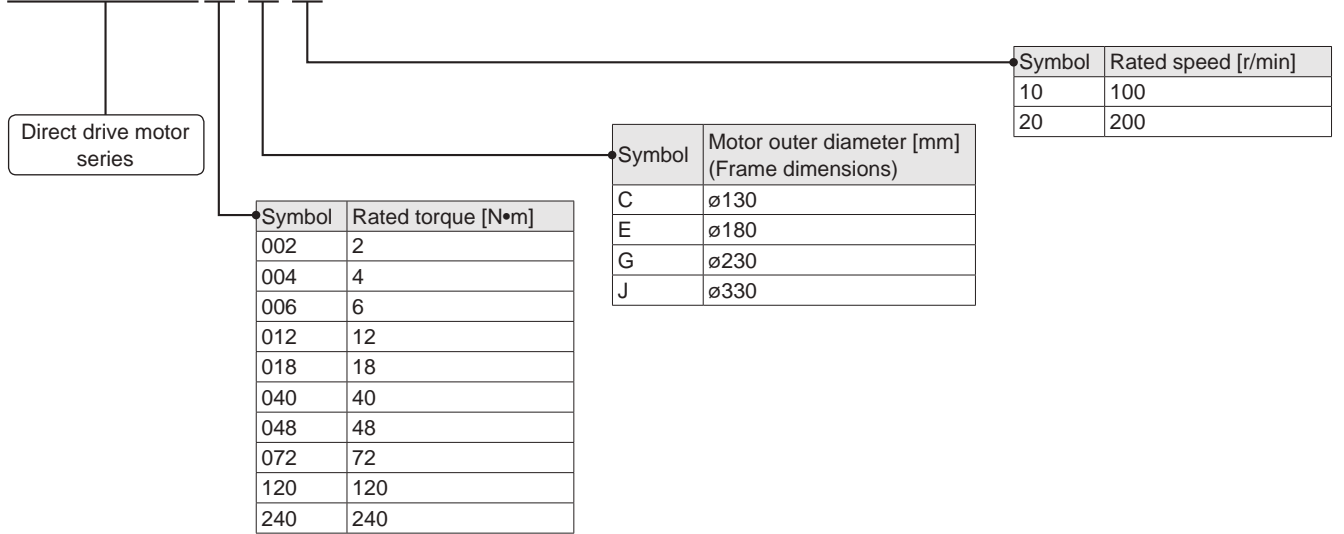 Symbol Rated speed [r/min]
10 100
20 200
Direct drive motor
series
Symbol Motor outer diameter [mm]
(Frame dimensions)
C ø130
E ø180
G ø230
J ø330
Symbol Rated torque [N•m]
002 2
004 4
006 6
012 12
018 18
040 40
048 48
072 72
120 120
240 240